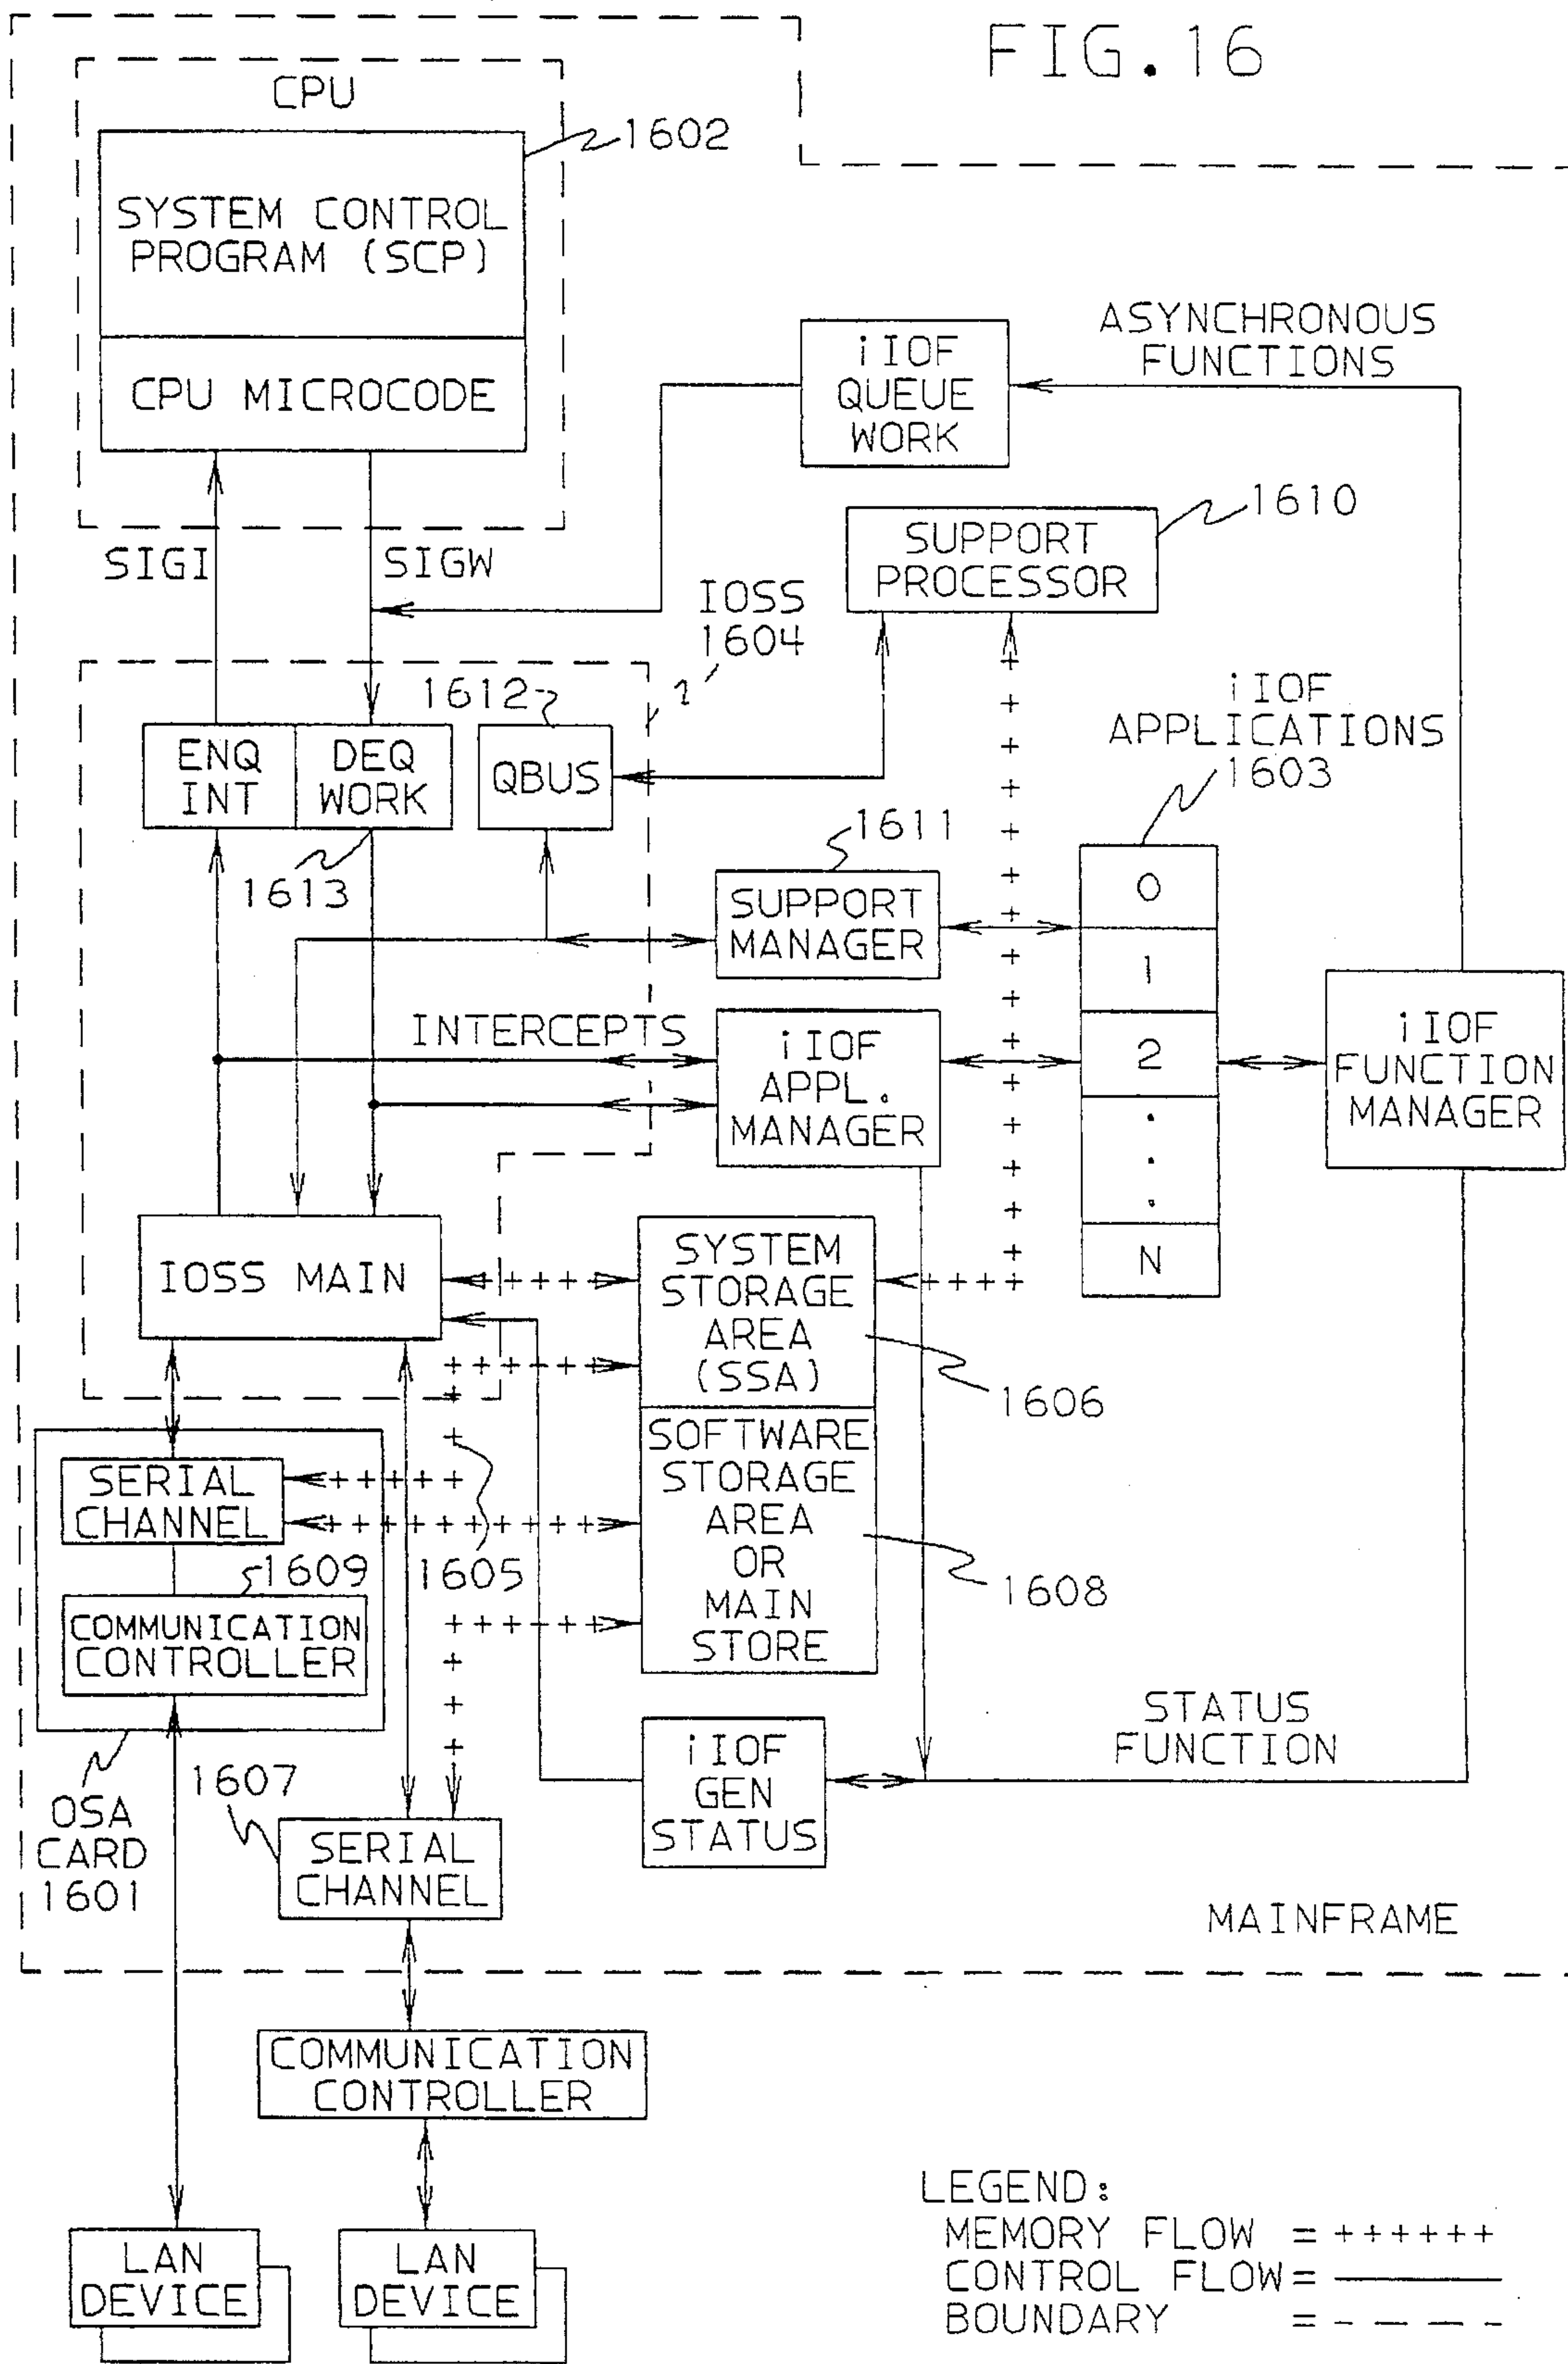 FIG.16
CPU
1602
SYSTEM CONTROL
PROGRAM (SCP)
CPU MICROCODE
ASYNCHRONOUS
FUNCTIONS
iIOF
QUEUE
WORK
1610
SUPPORT
PROCESSOR
SIGI
SIGW
IOSS
1604
1612
iIOF
APPLICATIONS
1603
ENQ
INT
DEQ
WORK
QBUS
1613
1611
SUPPORT
MANAGER
0
1
2
.
.
.
N
INTERCEPTS
iIOF
APPL.
MANAGER
iIOF
FUNCTION
MANAGER
IOSS MAIN
SYSTEM
STORAGE
AREA
(SSA)
1606
SOFTWARE
STORAGE
AREA
OR
MAIN
STORE
1608
SERIAL
CHANNEL
1609
1605
COMMUNICATION
CONTROLLER
OSA
CARD
1601
1607
SERIAL
CHANNEL
iIOF
GEN
STATUS
STATUS
FUNCTION
MAINFRAME
COMMUNICATION
CONTROLLER
LAN
DEVICE
LAN
DEVICE
LEGEND:
MEMORY FLOW = ++++++
CONTROL FLOW=
BOUNDARY = - - - -